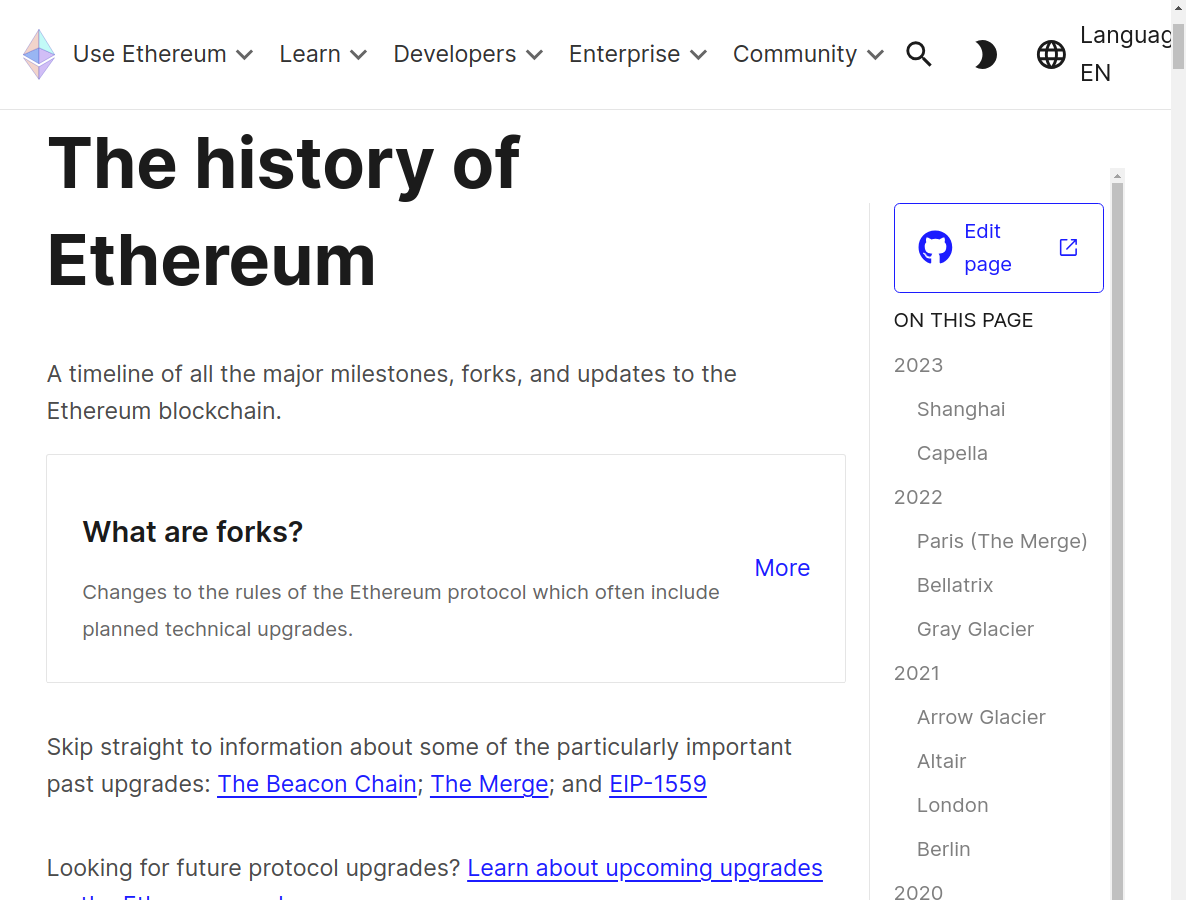 Use Ethereum Learn Developers Enterprise Community
Languag
EN
The history of
Ethereum
A timeline of all the major milestones, forks, and updates to the
Ethereum blockchain.
What are forks?
Changes to the rules of the Ethereum protocol which often include
planned technical upgrades.
More
Skip straight to information about some of the particularly important
past upgrades: The Beacon Chain; The Merge; and EIP-1559
Looking for future protocol upgrades? Learn about upcoming upgrades
Edit
page
ON THIS PAGE
2023
Shanghai
Capella
2022
Paris (The Merge)
Bellatrix
Gray Glacier
2021
Arrow Glacier
Altair
London
Berlin
2020